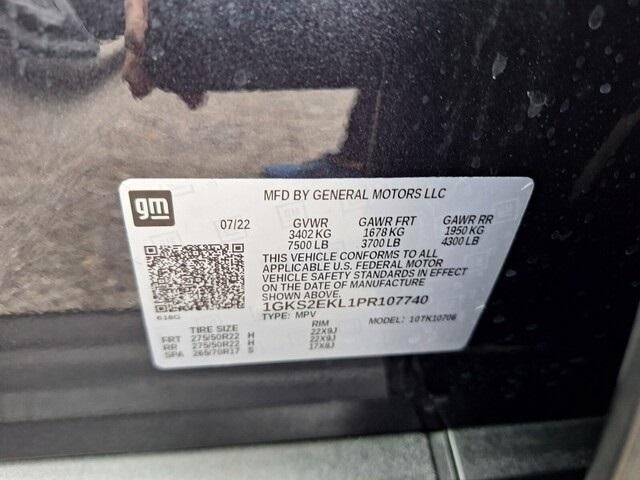 gm
MFD BY GENERAL MOTORS LLC
07/22 GVWR GAWR FRT GAWR RR
3402 KG 1678 KG 1950 KG
7500 LB 3700 LB 4300 LB
THIS VEHICLE CONFORMS TO ALL
APPLICABLE U.S. FEDERAL MOTOR
VEHICLE SAFETY STANDARDS IN EFFECT
ON THE DATE OF MANUFACTURE
SHOWN ABOVE.
1GKS2EKL1PR107740
TYPE: MPV MODEL: 10TK10706
TIRE SIZE RIM
FRT 275/50R22 H 22X9J
RR 275/50R22 H 22X9J
SPA 265/70R17 S 17X8J